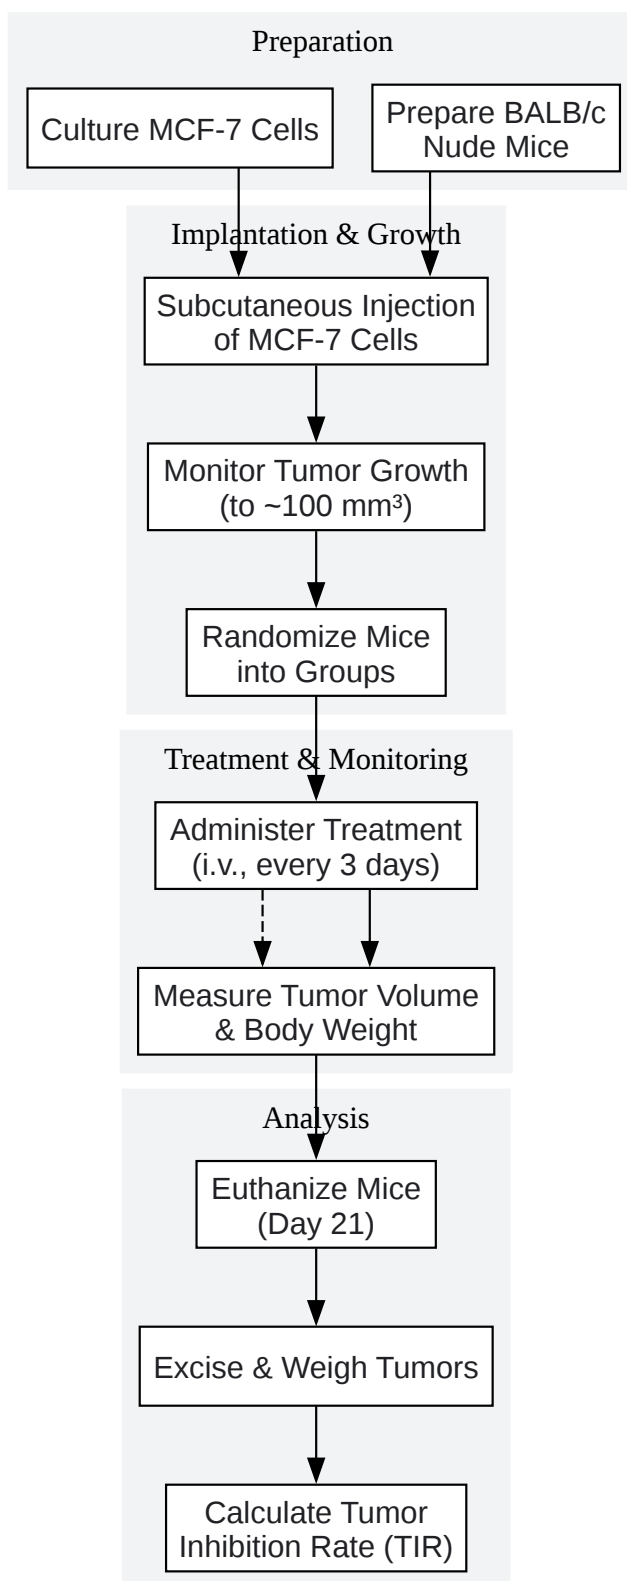 Preparation
Culture MCF-7 Cells
Prepare BALB/c
Nude Mice
Implantation & Growth
Subcutaneous Injection
of MCF-7 Cells
Monitor Tumor Growth
(to ~100 mm³)
Randomize Mice
into Groups
Treatment & Monitoring
Administer Treatment
(i.v., every 3 days)
Measure Tumor Volume
& Body Weight
Analysis
Euthanize Mice
(Day 21)
Excise & Weigh Tumors
Calculate Tumor
Inhibition Rate (TIR)